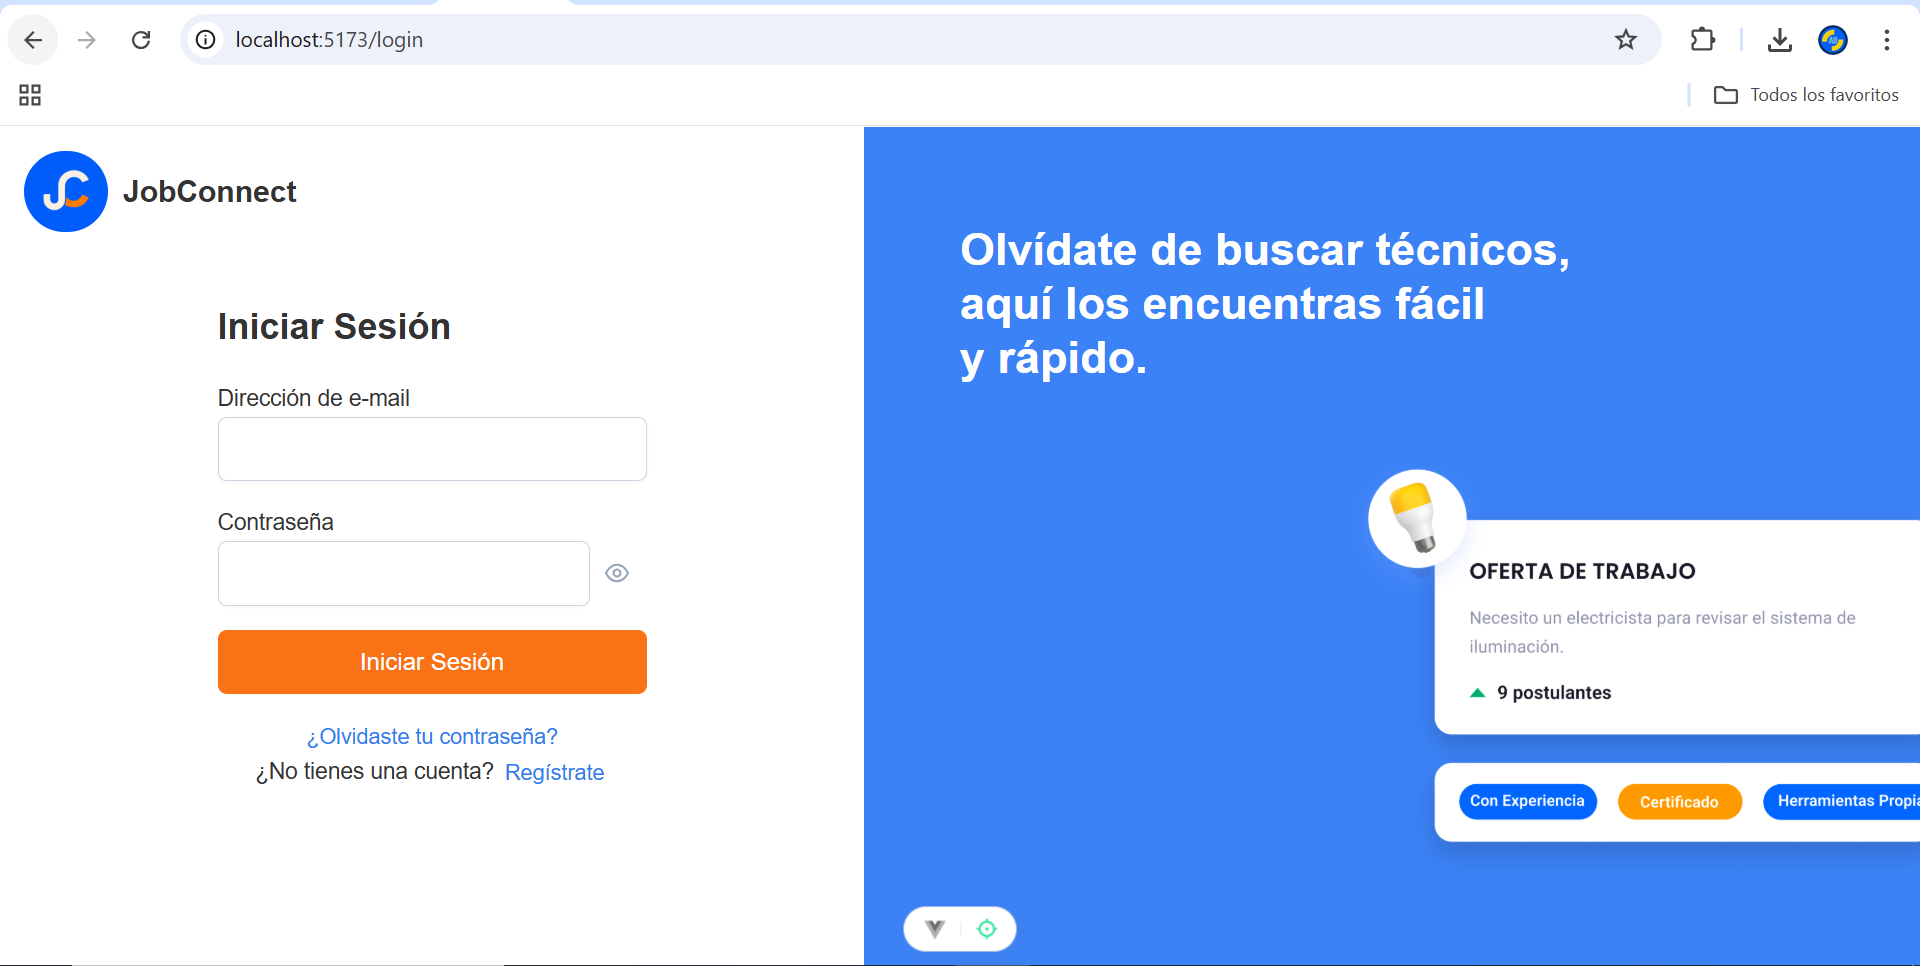 localhost:5173/login
Todos los favoritos
JC
JobConnect
Iniciar Sesión
Dirección de e-mail
Contraseña
Iniciar Sesión
¿Olvidaste tu contraseña?
¿No tienes una cuenta? Regístrate
Olvídate de buscar técnicos,
aquí los encuentras fácil
y rápido.
OFERTA DE TRABAJO
Necesito un electricista para revisar el sistema de
iluminación.
9 postulantes
Con Experiencia
Certificado
Herramientas Propia